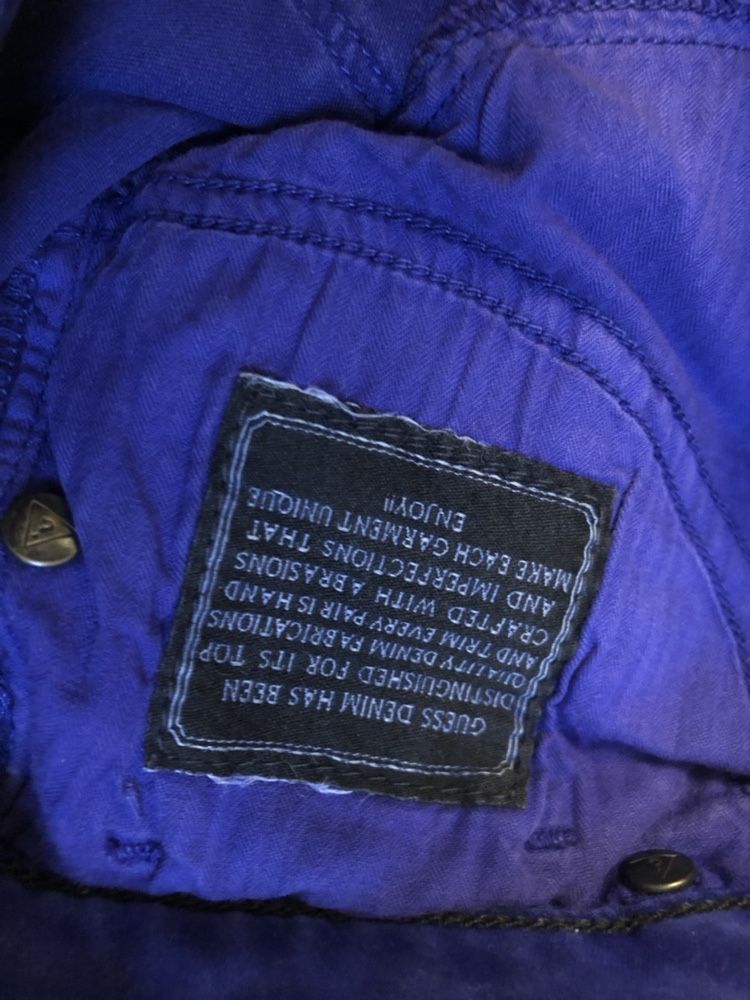 GUESS DENIM HAS BEEN
DISTINGUISHED FOR ITS TOP
QUALITY DENIM FABRICATIONS
AND TRIM EVERY PAIR IS HAND
CRAFTED WITH ABRASIONS
AND IMPERFECTIONS THAT
MAKE EACH GARMENT UNIQUE
ENJOY!!
?
?